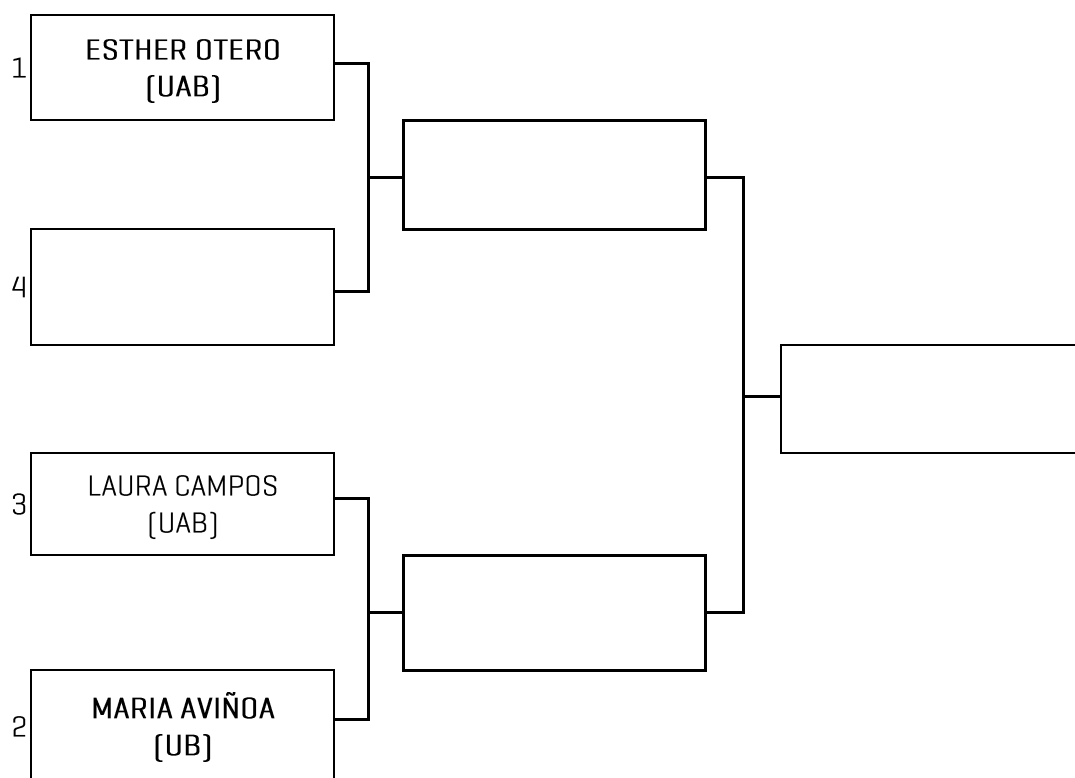 1
ESTHER OTERO
(UAB)
4
3
LAURA CAMPOS
(UAB)
2
MARIA AVIÑOA
(UB)